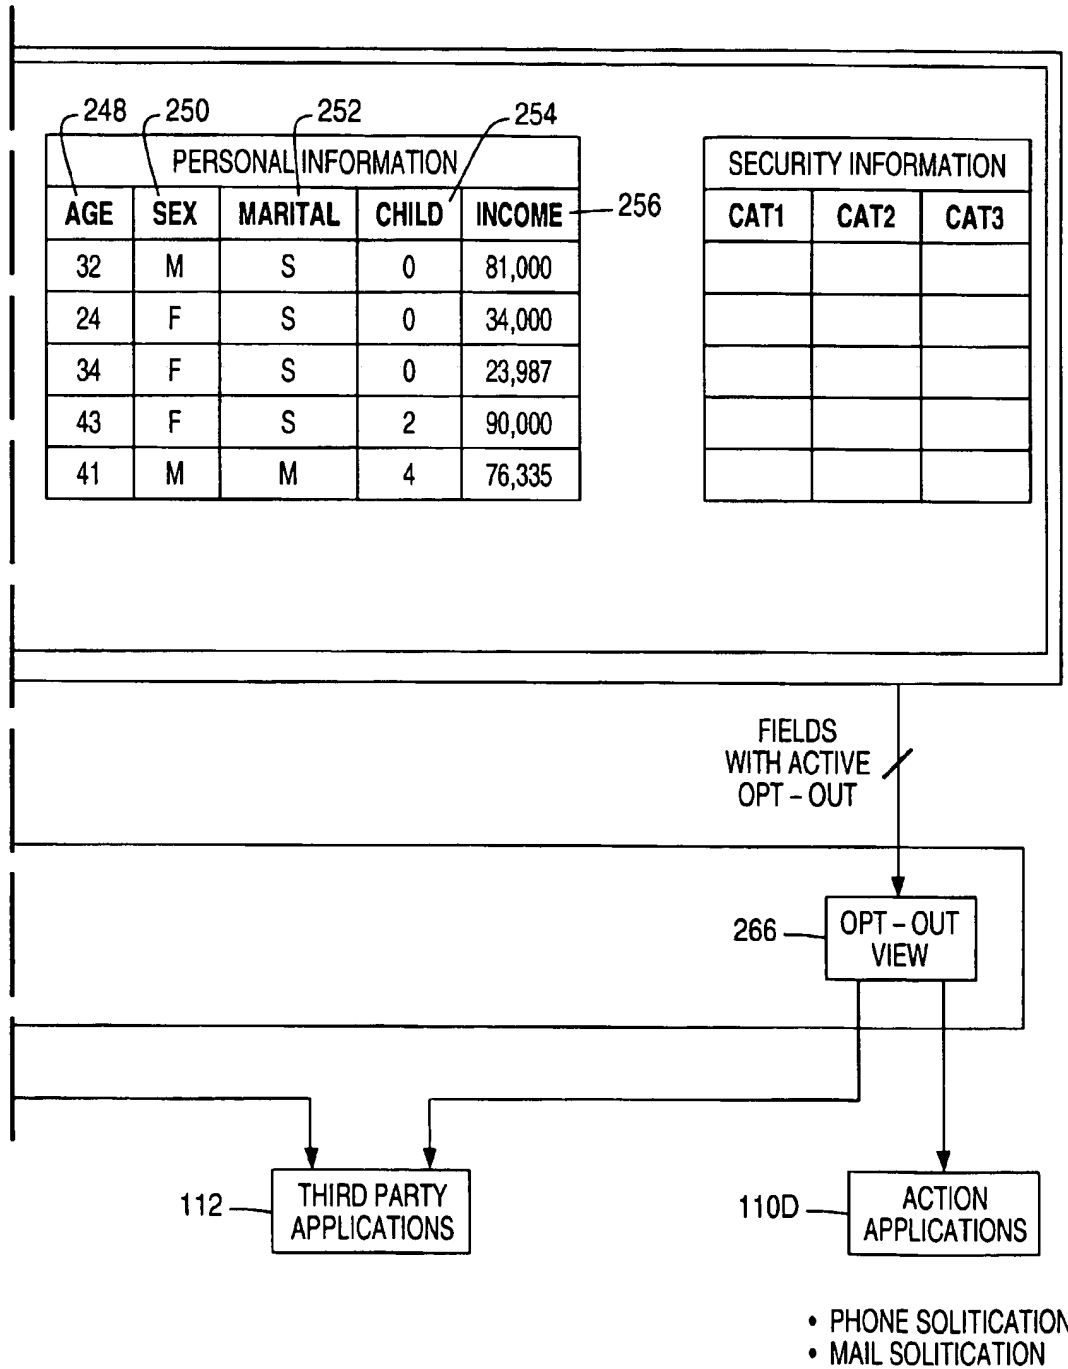 248 250 252 254
PERSONAL INFORMATION
AGE SEX MARITAL CHILD INCOME 256
32 M S 0 81,000
24 F S 0 34,000
34 F S 0 23,987
43 F S 2 90,000
41 M M 4 76,335
SECURITY INFORMATION
CAT1 CAT2 CAT3
FIELDS
WITH ACTIVE
OPT – OUT
266
OPT – OUT
VIEW
112
THIRD PARTY
APPLICATIONS
110D
ACTION
APPLICATIONS
• PHONE SOLITICATION
• MAIL SOLITICATION